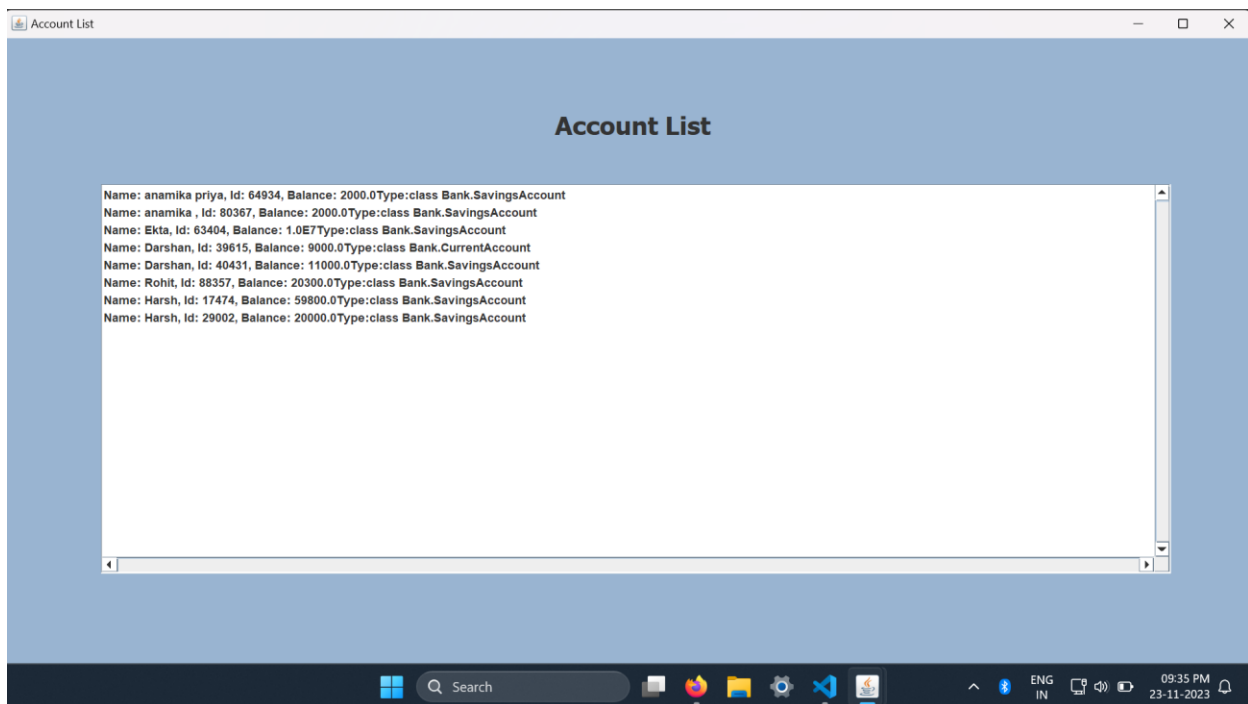 Account List
Account List
Name: anamika priya, Id: 64934, Balance: 2000.0Type:class Bank.SavingsAccount
Name: anamika , Id: 80367, Balance: 2000.0Type:class Bank.SavingsAccount
Name: Ekta, Id: 63404, Balance: 1.0E7Type:class Bank.SavingsAccount
Name: Darshan, Id: 39615, Balance: 9000.0Type:class Bank.CurrentAccount
Name: Darshan, Id: 40431, Balance: 11000.0Type:class Bank.SavingsAccount
Name: Rohit, Id: 88357, Balance: 20300.0Type:class Bank.SavingsAccount
Name: Harsh, Id: 17474, Balance: 59800.0Type:class Bank.SavingsAccount
Name: Harsh, Id: 29002, Balance: 20000.0Type:class Bank.SavingsAccount
Search
ENG
IN
09:35 PM
23-11-2023